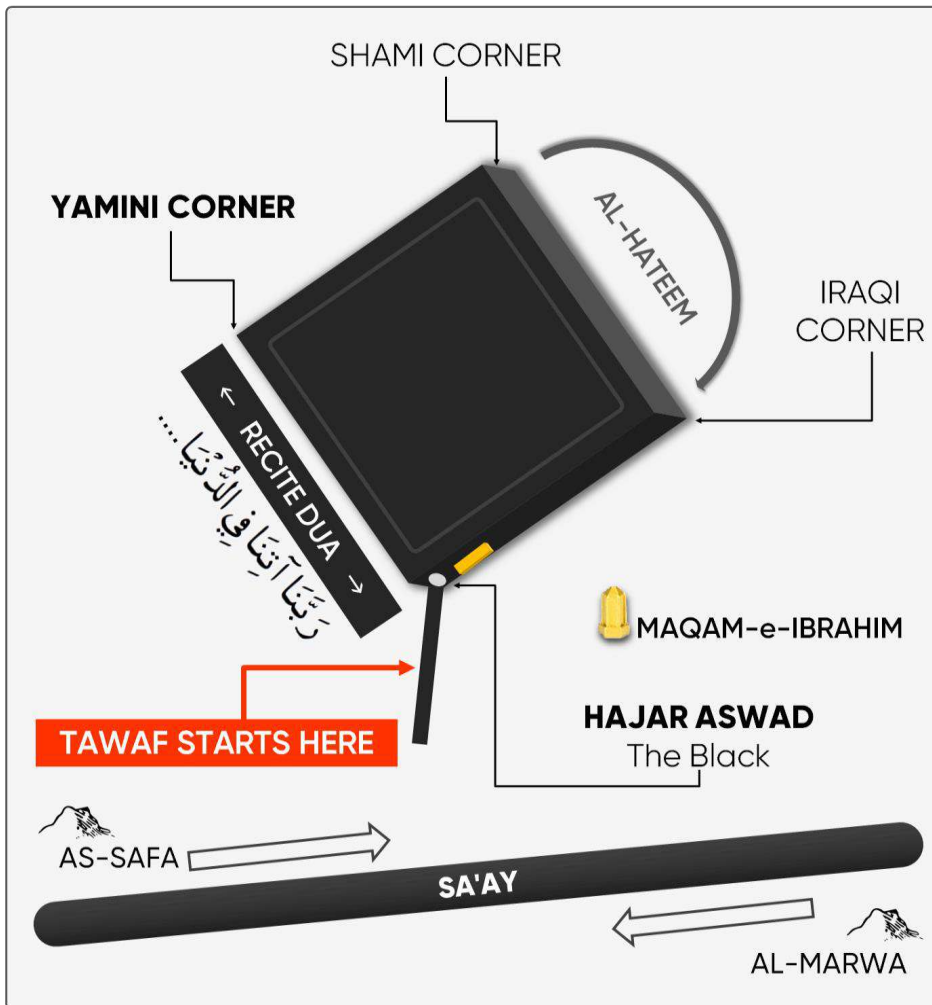 SHAMI CORNER
YAMINI CORNER
AL-HATEEM
IRAQI
CORNER
← RECITE DUA →
رَبَّنَا آتِنَا فِي الدُّنْيَا .....
MAQAM-e-IBRAHIM
HAJAR ASWAD
The Black
TAWAF STARTS HERE
AS-SAFA
SA'AY
AL-MARWA